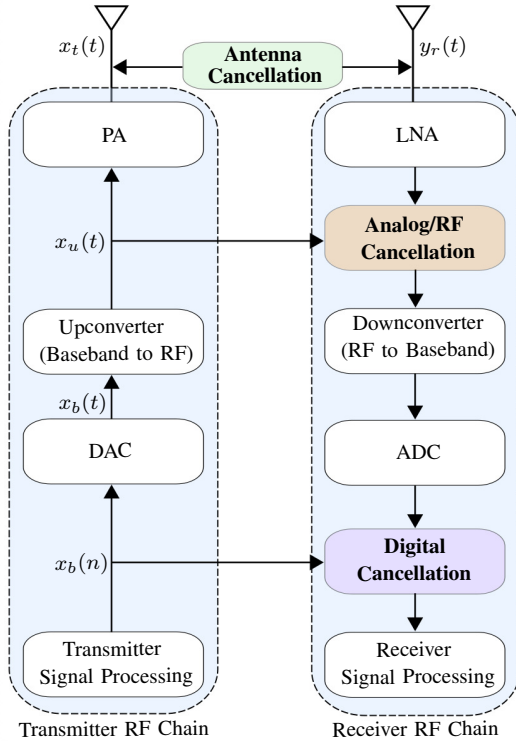 x_t(t)
Antenna
Cancellation
y_r(t)
PA
LNA
x_u(t)
Analog/RF
Cancellation
Upconverter
(Baseband to RF)
Downconverter
(RF to Baseband)
x_b(t)
DAC
ADC
x_b(n)
Digital
Cancellation
Transmitter
Signal Processing
Receiver
Signal Processing
Transmitter RF Chain
Receiver RF Chain